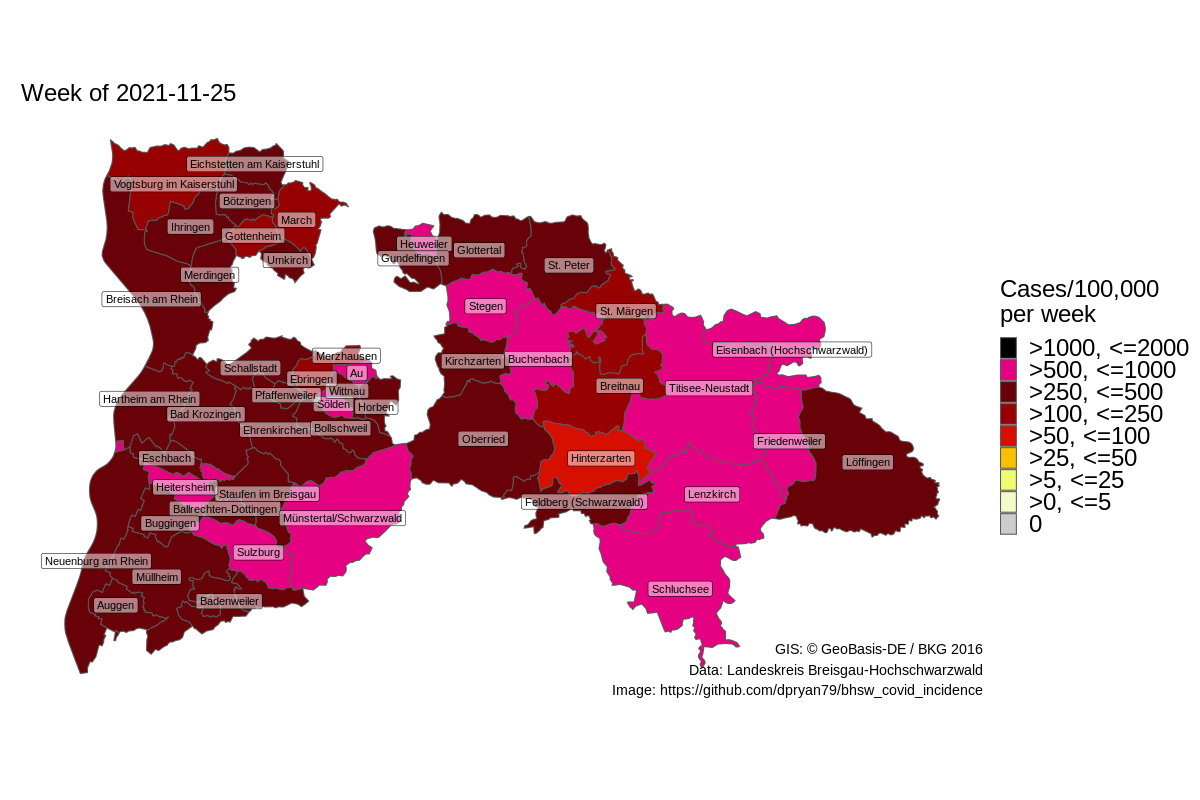 Week of 2021-11-25
Eichstetten am Kaiserstuhl
Vogtsburg im Kaiserstuhl
Bötzingen
March
Ihringen
Gottenheim
Umkirch
Merdingen
Breisach am Rhein
Heuweiler
Gundelfingen
Glottertal
St. Peter
Stegen
St. Märgen
Eisenbach (Hochschwarzwald)
Merzhausen
Kirchzarten
Buchenbach
Schallstadt
Au
Ebringen
Breitnau
Titisee-Neustadt
Pfaffenweiler
Wittnau
Hartheim am Rhein
Sölden
Horben
Bad Krozingen
Ehrenkirchen
Bollschweil
Oberried
Friedenweiler
Eschbach
Hinterzarten
Löffingen
Heitersheim
Staufen im Breisgau
Lenzkirch
Ballrechten-Dottingen
Feldberg (Schwarzwald)
Buggingen
Münstertal/Schwarzwald
Sulzburg
Neuenburg am Rhein
Müllheim
Schluchsee
Auggen
Badenweiler
Cases/100,000
per week
>1000, <=2000
>500, <=1000
>250, <=500
>100, <=250
>50, <=100
>25, <=50
>5, <=25
>0, <=5
0
GIS: © GeoBasis-DE / BKG 2016
Data: Landeskreis Breisgau-Hochschwarzwald
Image: https://github.com/dpryan79/bhsw_covid_incidence